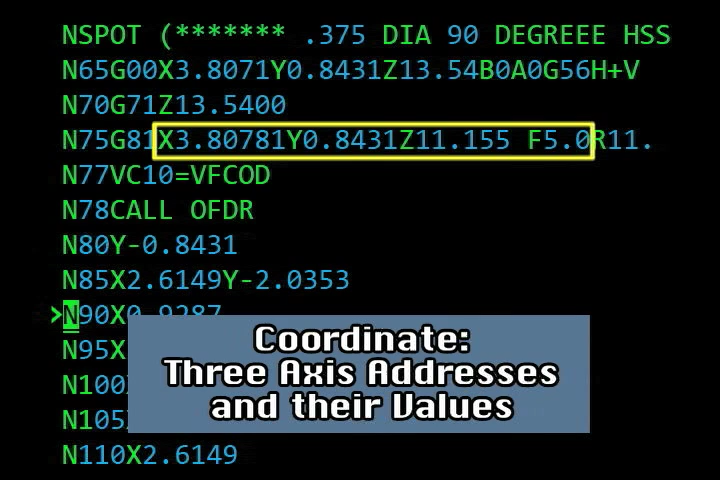 NSPOT (******* .375 DIA 90 DEGREEE HSS
N65G00X3.8071Y0.8431Z13.54B0A0G56H+V
N70G71Z13.5400
N75G81X3.80781Y0.8431Z11.155 F5.0R11.
N77VC10=VFCOD
N78CALL OFDR
N80Y-0.8431
N85X2.6149Y-2.0353
>N90X0.9287
N95X
N100X
N105X
N110X2.6149
Coordinate:
Three Axis Addresses
and their Values